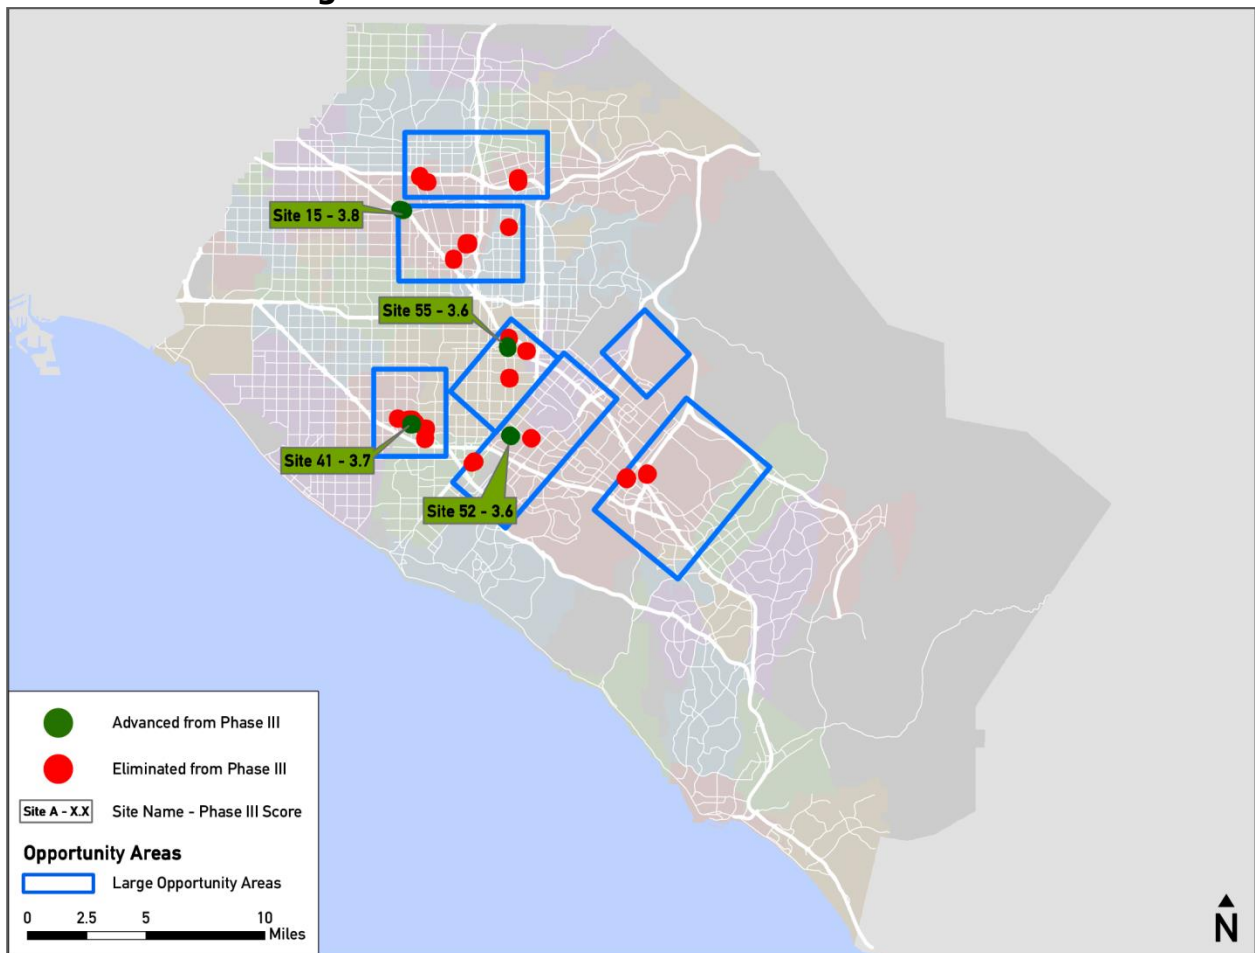 g
Site 15 - 3.8
Site 55 - 3.6
Site 41 - 3.7
Site 52 - 3.6
Advanced from Phase III
Eliminated from Phase III
Site A - X.X Site Name - Phase III Score
Opportunity Areas
Large Opportunity Areas
0 2.5 5 10
Miles
N